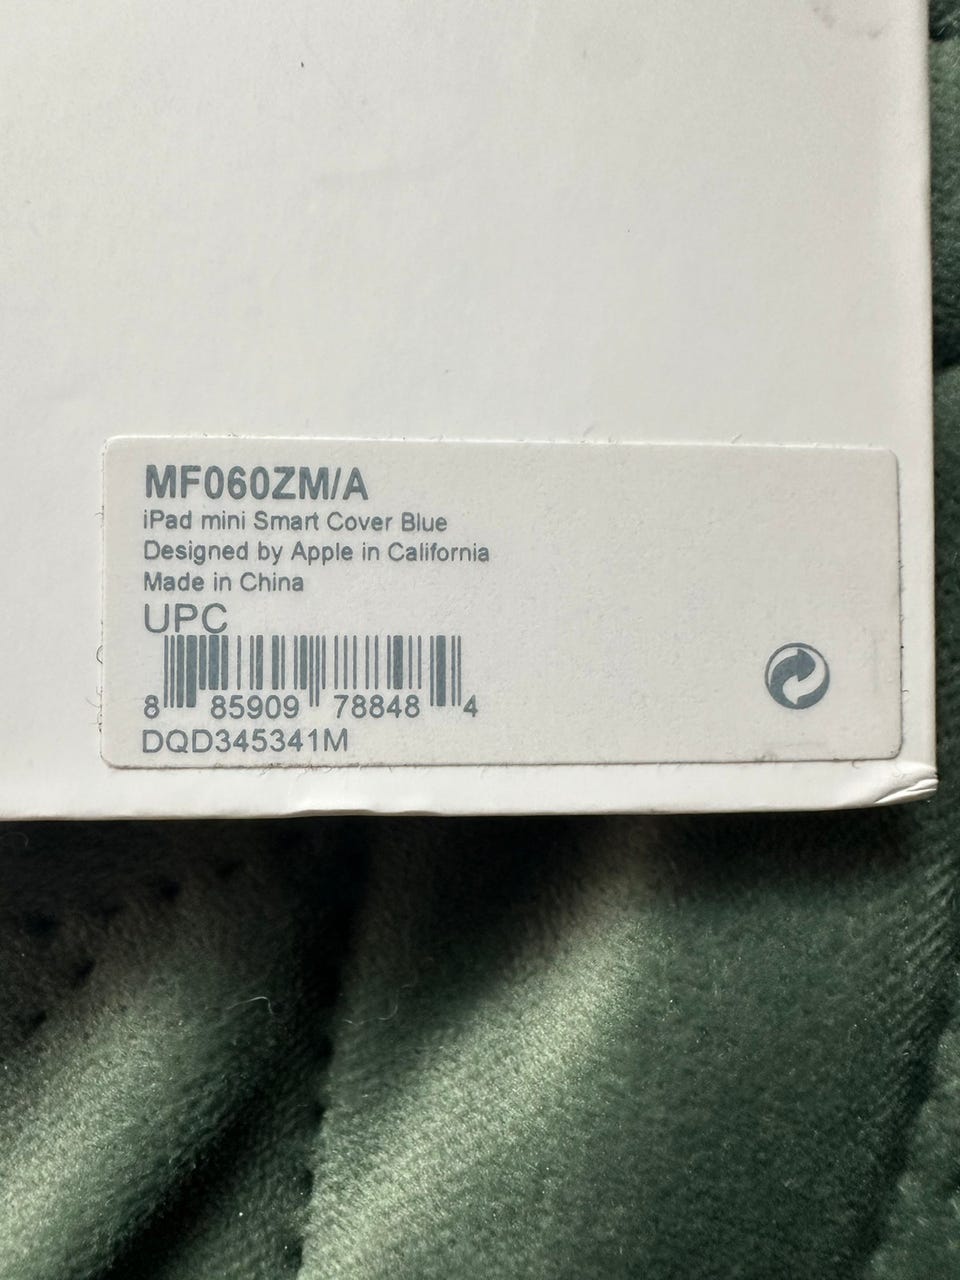 MF060ZM/A
iPad mini Smart Cover Blue
Designed by Apple in California
Made in China
UPC
8 85909 78848 4
DQD345341M